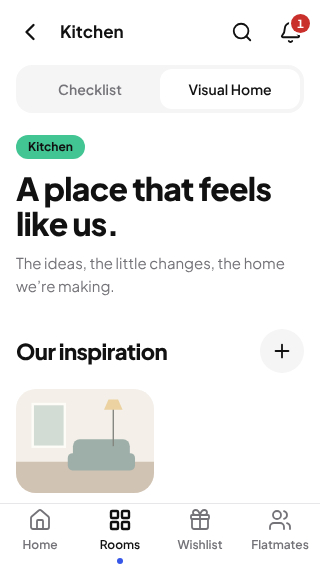 Kitchen
1
Checklist
Visual Home
Kitchen
A place that feels
like us.
The ideas, the little changes, the home
we’re making.
Our inspiration
Home
Rooms
Wishlist
Flatmates